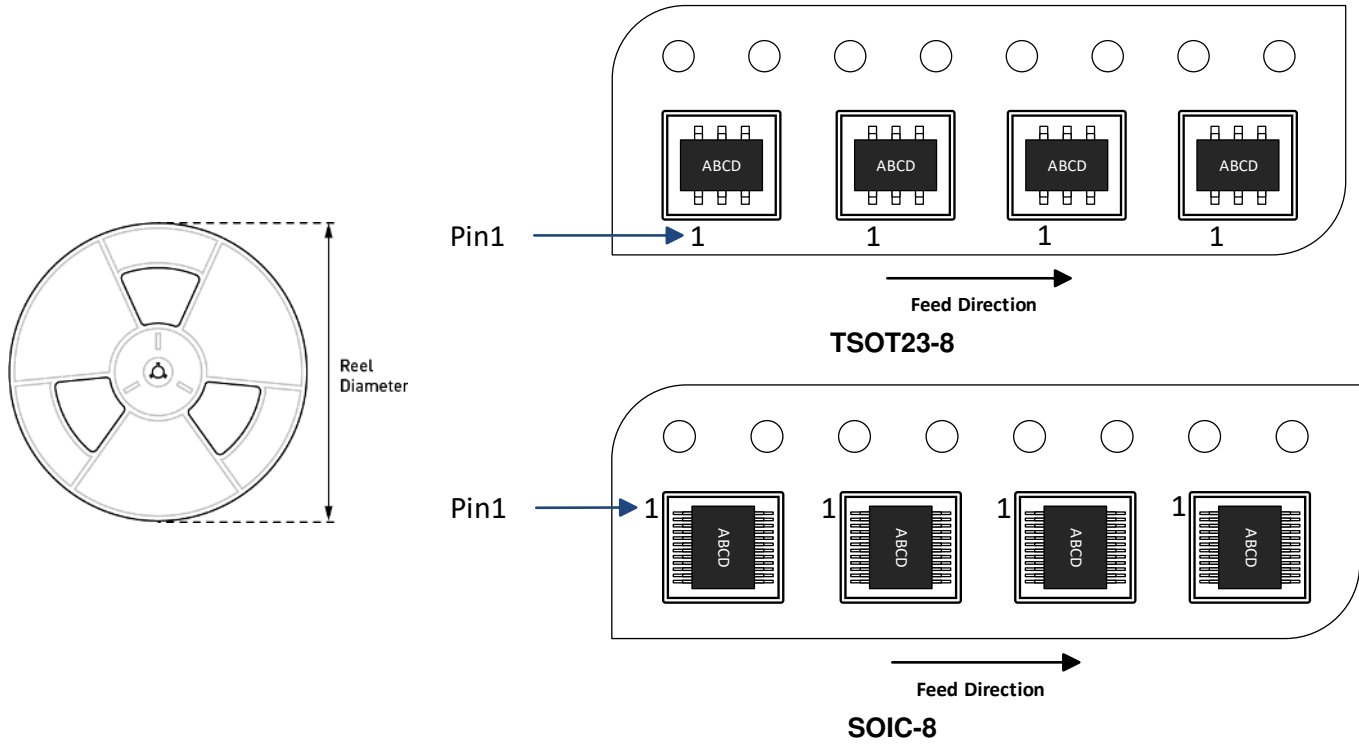 ABCD ABCD ABCD ABCD
Pin1 1 1 1 1
Feed Direction
TSOT23-8
Reel
Diameter
Pin1 1 1 1 1
ABCD ABCD ABCD ABCD
Feed Direction
SOIC-8